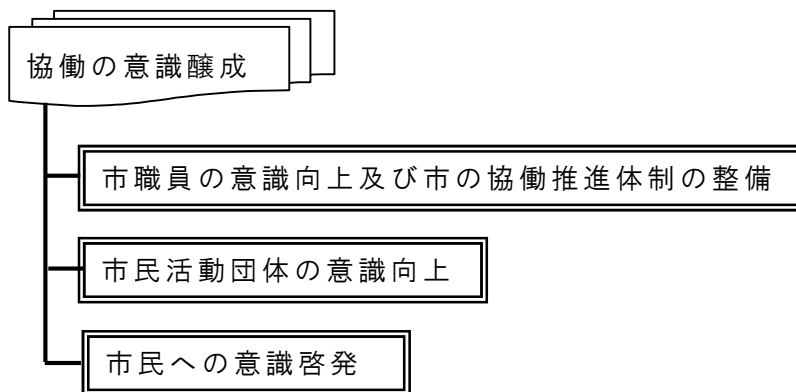 協働の意識醸成
市職員の意識向上及び市の協働推進体制の整備
市民活動団体の意識向上
市民への意識啓発